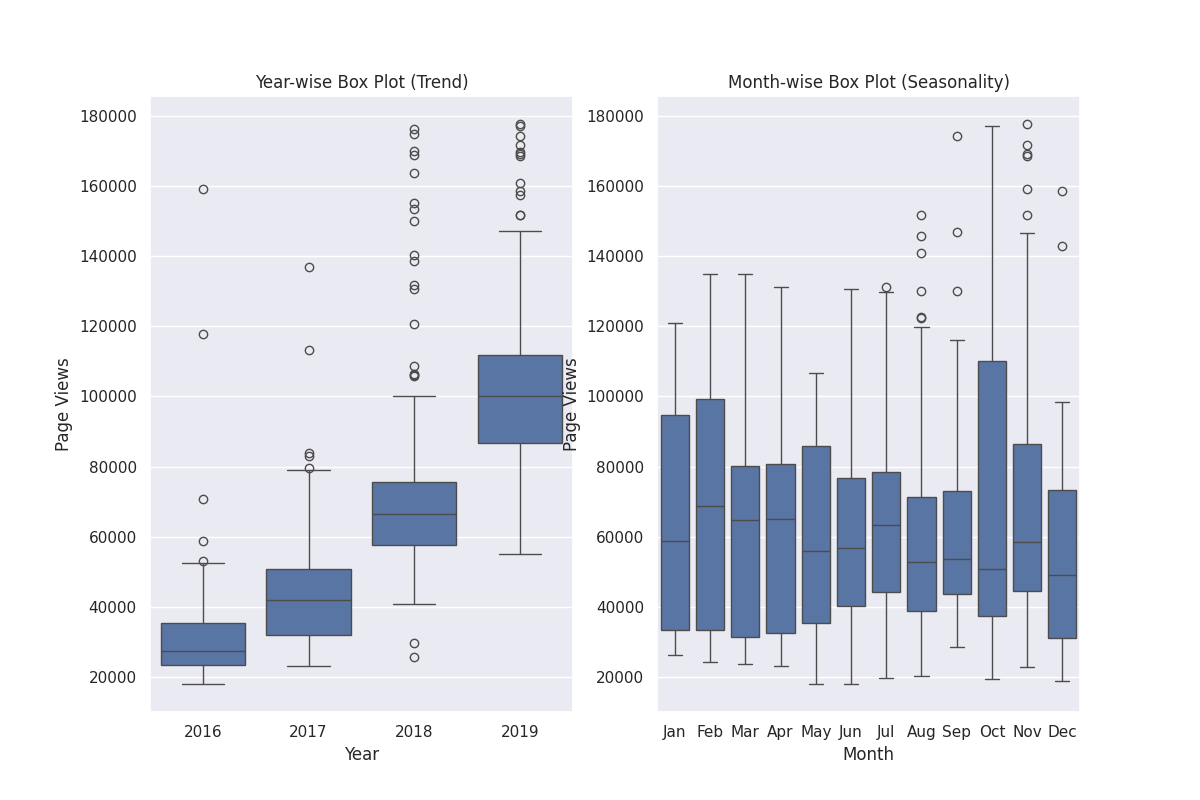 Year-wise Box Plot (Trend)
180000
160000
140000
120000
100000
80000
60000
40000
20000
Page Views
2016 2017 2018 2019
Year
Month-wise Box Plot (Seasonality)
180000
160000
140000
120000
100000
80000
60000
40000
20000
Page Views
Jan Feb Mar Apr May Jun Jul Aug Sep Oct Nov Dec
Month